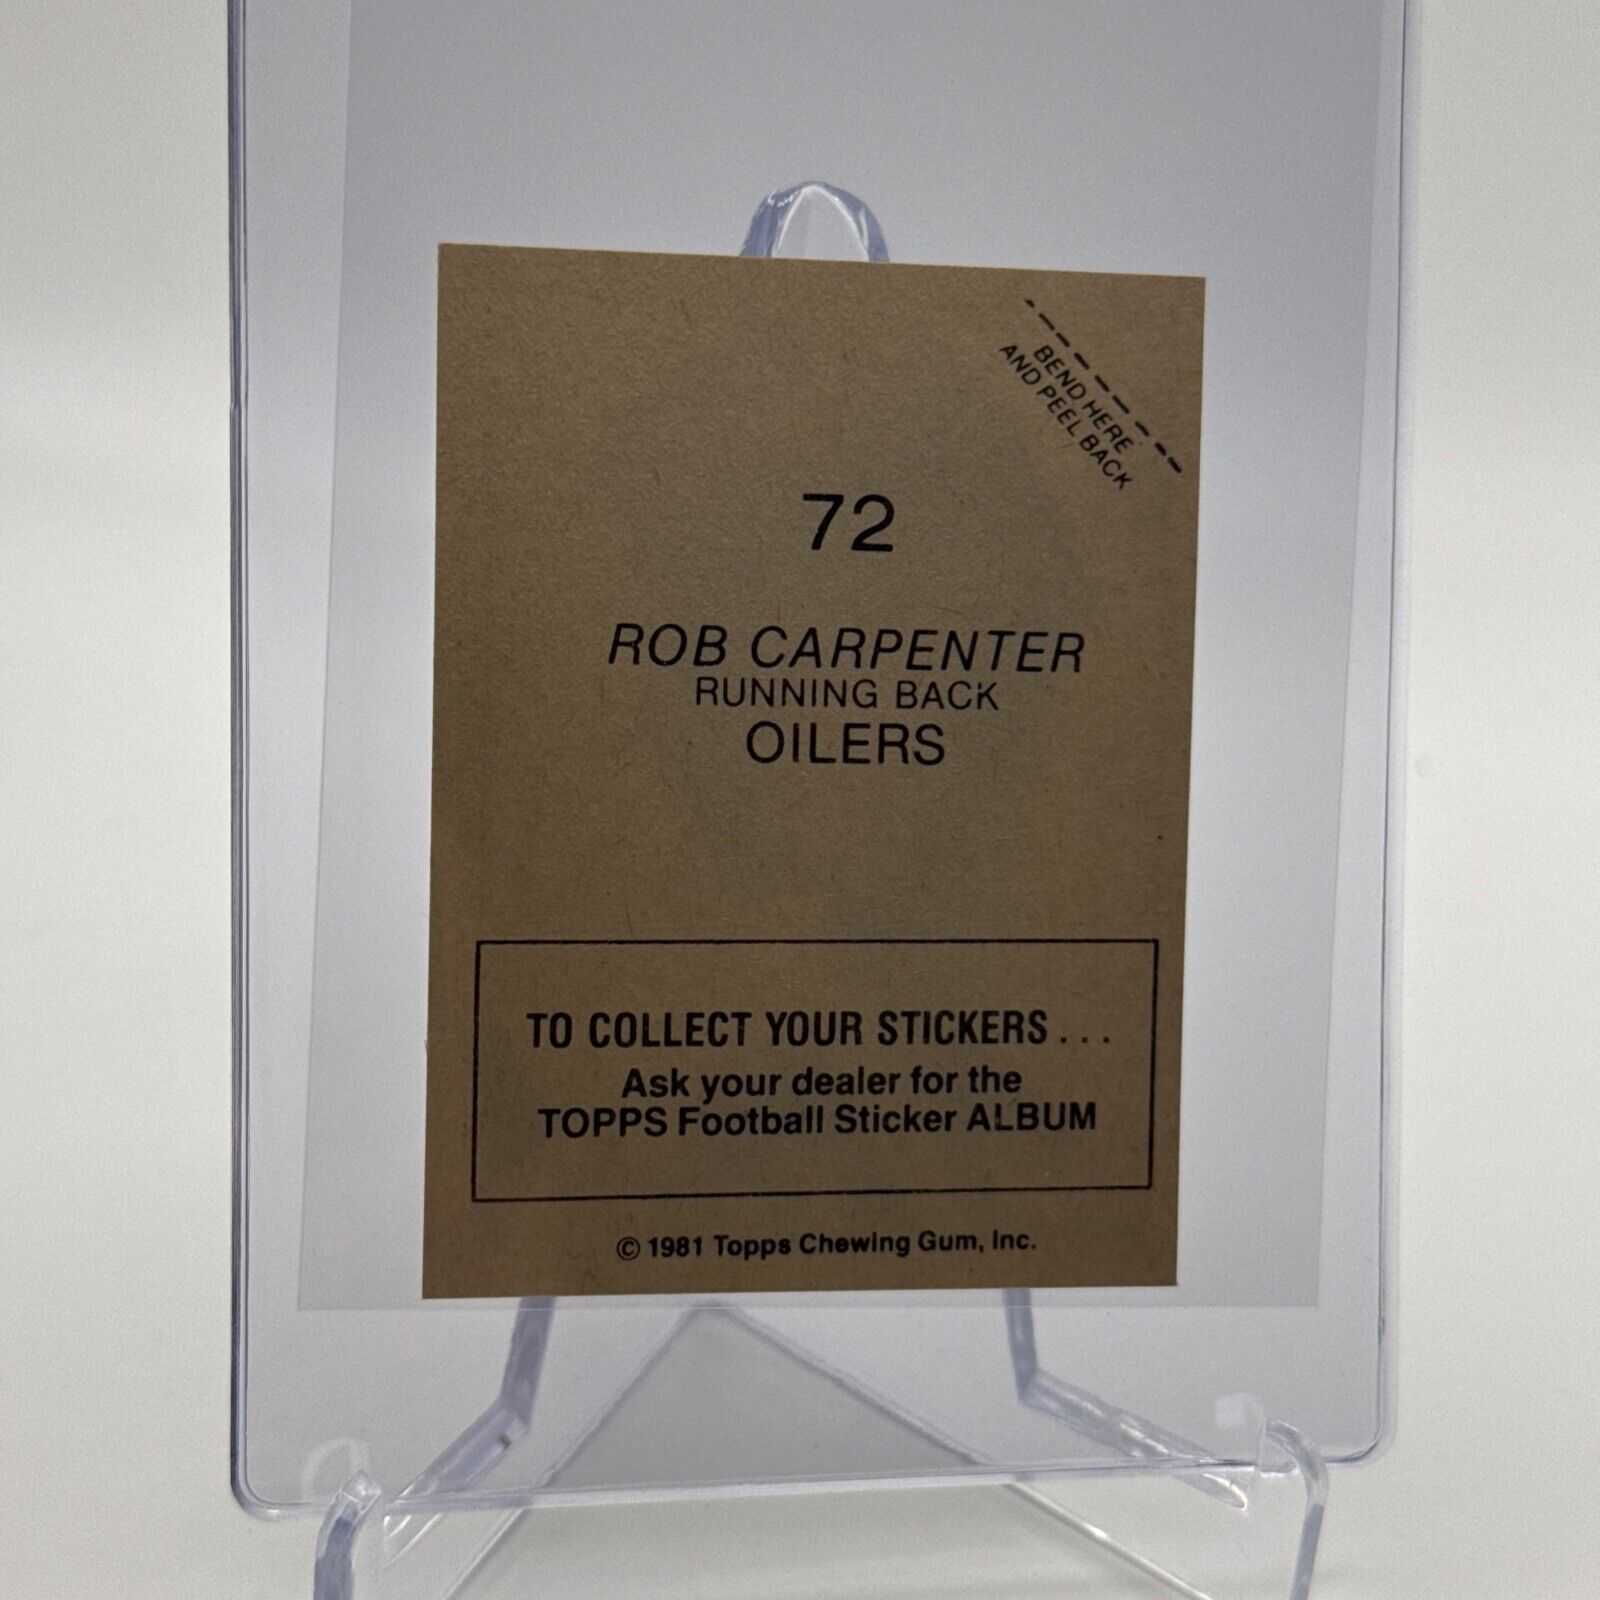 BEND HERE
AND PEEL BACK
72
ROB CARPENTER
RUNNING BACK
OILERS
TO COLLECT YOUR STICKERS...
Ask your dealer for the
TOPPS Football Sticker ALBUM
© 1981 Topps Chewing Gum, Inc.